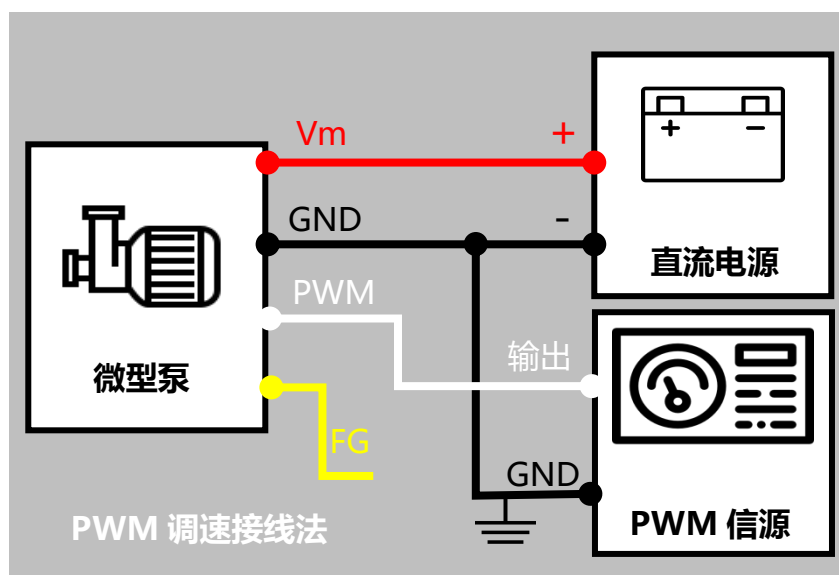 Vm +
GND -
直流电源
PWM
输出
微型泵
FG
GND
PWM 调速接线法
PWM 信源